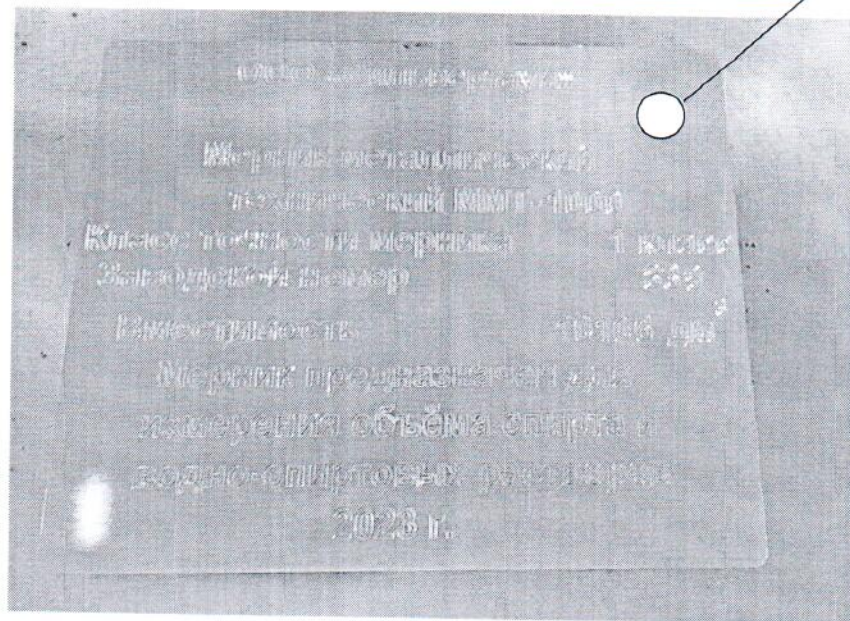 Мерник металлический
технический ММТ-
Класс точности мерника 1 класс
Заводской номер
Вместимость дм³
Мерник предназначен для
измерения объёма спирта и
водно-спиртовых растворов
2023 г.